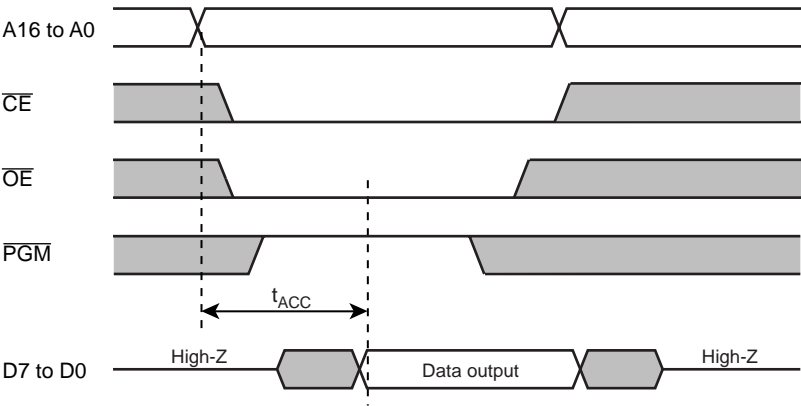 A16 to A0
CE
OE
PGM
tACC
D7 to D0 High-Z Data output High-Z